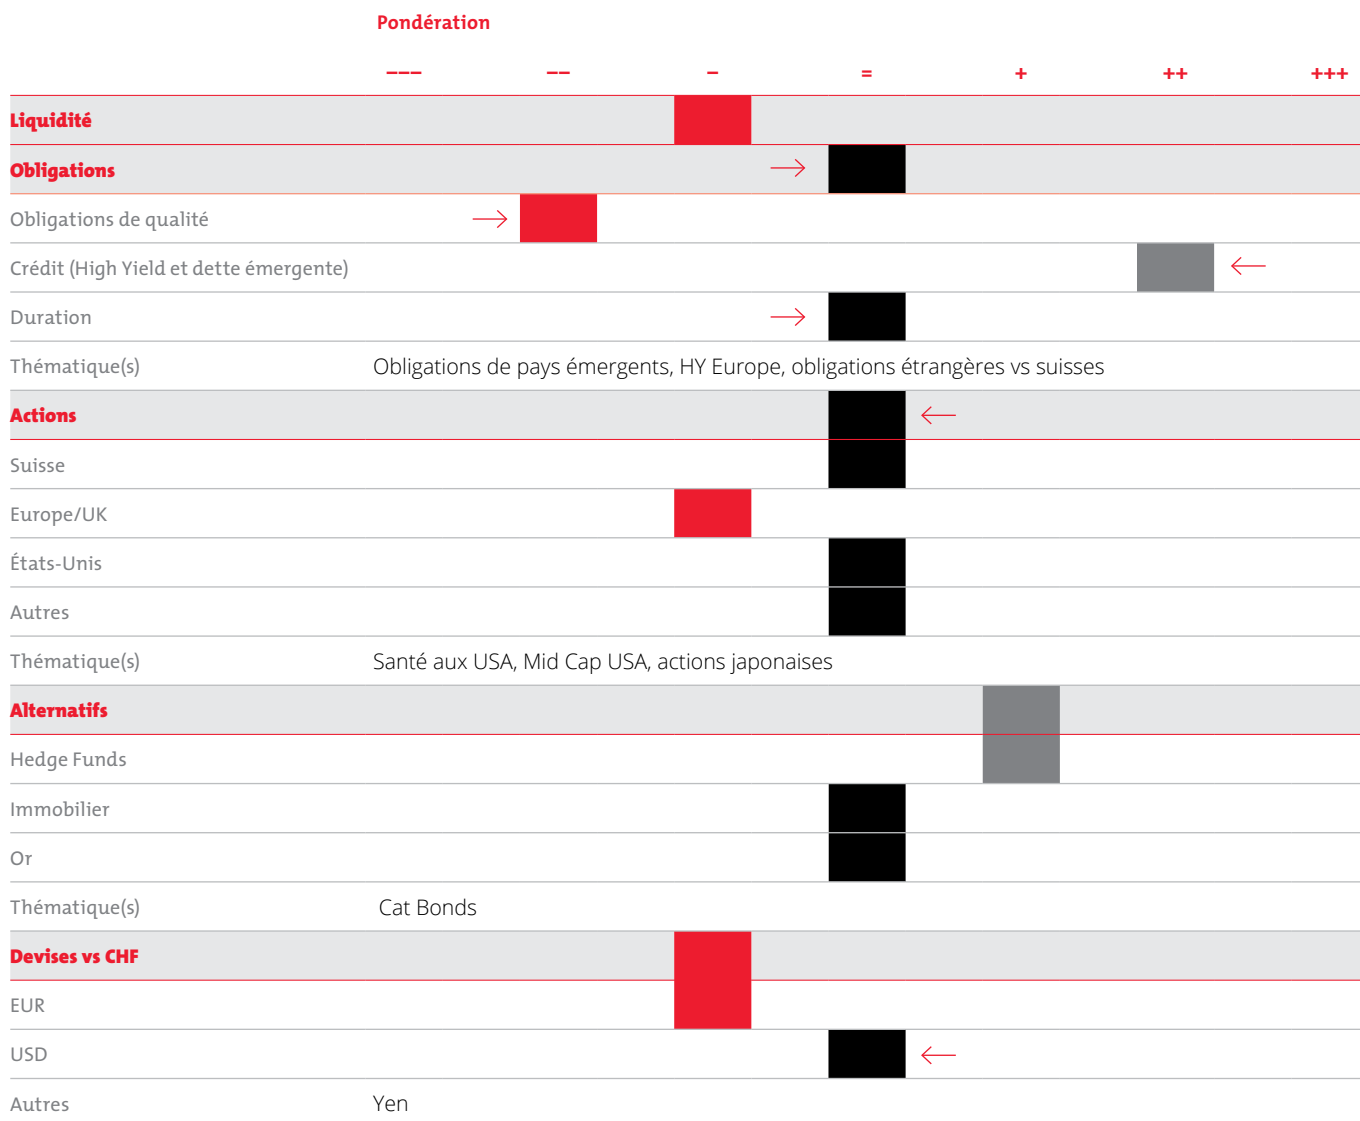 Pondération
––– –– – = + ++ +++
Liquidité
Obligations
Obligations de qualité
Crédit (High Yield et dette émergente)
Duration
Thématique(s) Obligations de pays émergents, HY Europe, obligations étrangères vs suisses
Actions
Suisse
Europe/UK
États-Unis
Autres
Thématique(s) Santé aux USA, Mid Cap USA, actions japonaises
Alternatifs
Hedge Funds
Immobilier
Or
Thématique(s) Cat Bonds
Devises vs CHF
EUR
USD
Autres Yen